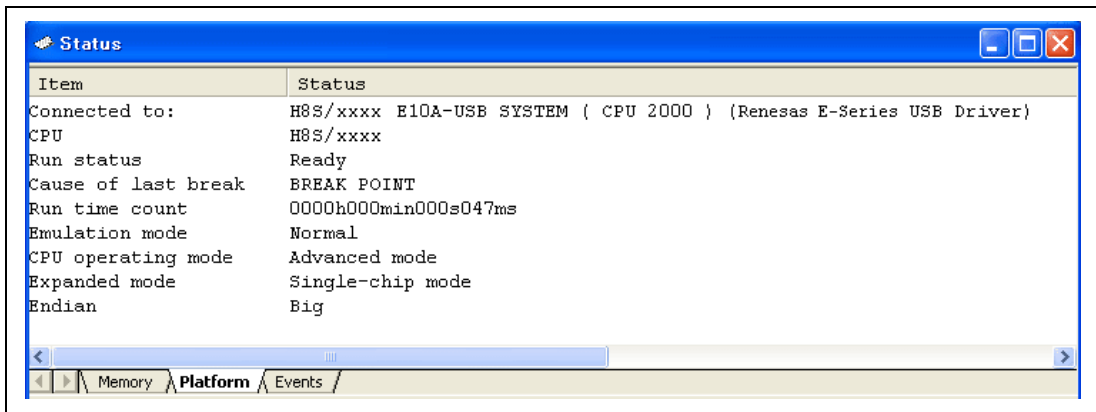 Status
Item Status
Connected to: H8S/xxxx E10A-USB SYSTEM ( CPU 2000 ) (Renesas E-Series USB Driver)
CPU H8S/xxxx
Run status Ready
Cause of last break BREAK POINT
Run time count 0000h000min000s047ms
Emulation mode Normal
CPU operating mode Advanced mode
Expanded mode Single-chip mode
Endian Big
Memory Platform Events